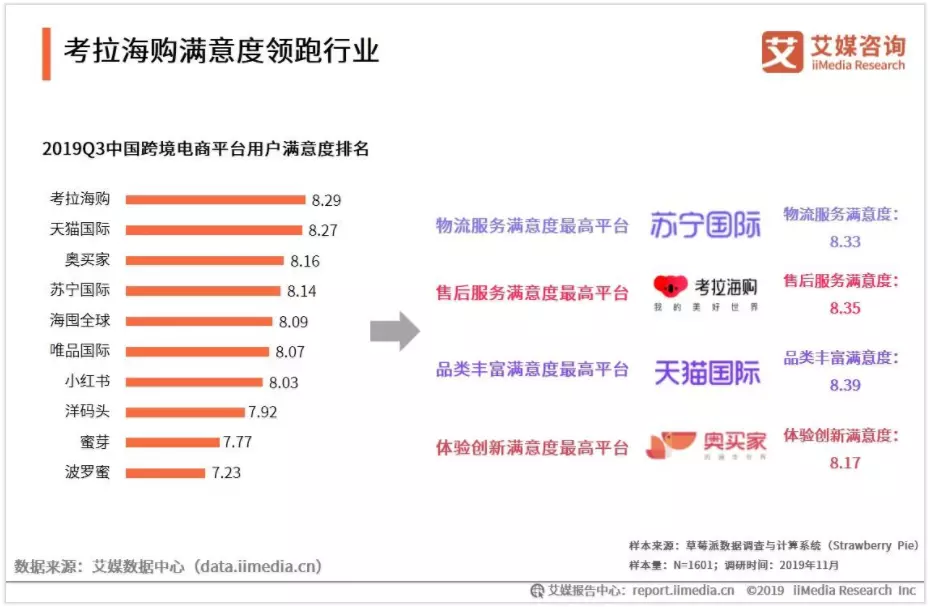 考拉海购满意度领跑行业
艾 艾媒咨询
iiMedia Research
2019Q3中国跨境电商平台用户满意度排名
考拉海购 8.29
天猫国际 8.27
奥买家 8.16
苏宁国际 8.14
海囤全球 8.09
唯品国际 8.07
小红书 8.03
洋码头 7.92
蜜芽 7.77
波罗蜜 7.23
物流服务满意度最高平台 苏宁国际 物流服务满意度：
8.33
售后服务满意度最高平台 考拉海购 售后服务满意度：
我的美好世界 8.35
品类丰富满意度最高平台 天猫国际 品类丰富满意度：
8.39
体验创新满意度最高平台 奥买家 体验创新满意度：
8.17
样本来源：草莓派数据调查与计算系统（Strawberry Pie）
数据来源：艾媒数据中心（data.iimedia.cn）
样本量：N=1601；调研时间：2019年11月
艾媒报告中心：report.iimedia.cn ©2019 iiMedia Research Inc